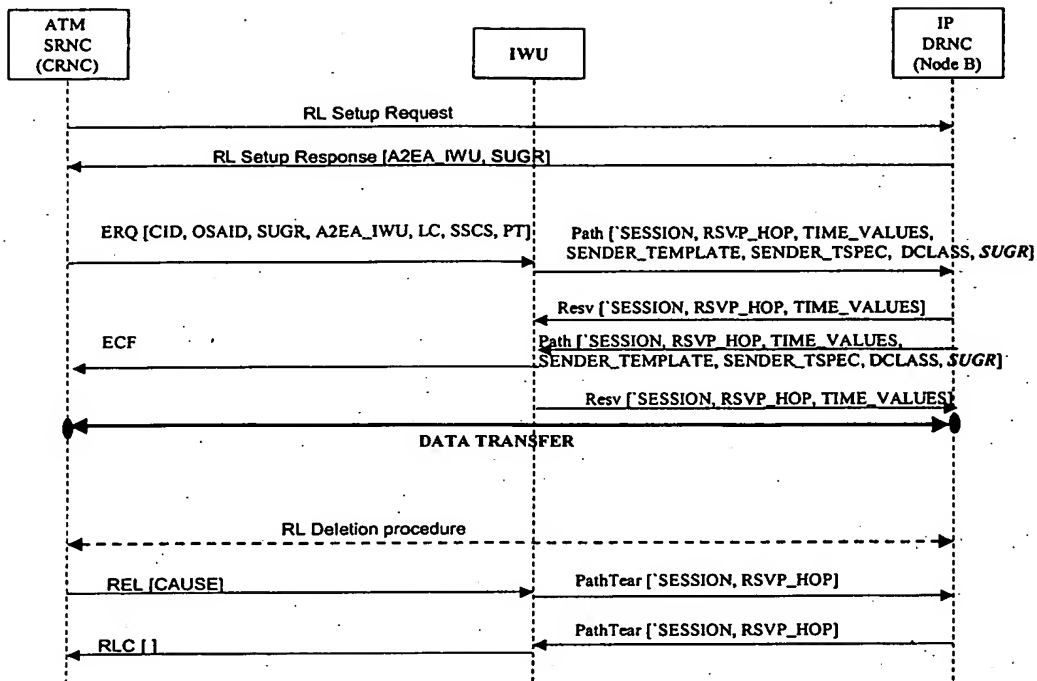 ATM
SRNC
(CRNC)
IWU
IP
DRNC
(Node B)
RL Setup Request
RL Setup Response [A2EA_IWU, SUGR]
ERQ [CID, OSAID, SUGR, A2EA_IWU, LC, SSCS, PT]
Path [`SESSION, RSVP_HOP, TIME_VALUES,
SENDER_TEMPLATE, SENDER_TSPEC, DCLASS, SUGR]
Resv [`SESSION, RSVP_HOP, TIME_VALUES]
ECF
Path [`SESSION, RSVP_HOP, TIME_VALUES,
SENDER_TEMPLATE, SENDER_TSPEC, DCLASS, SUGR]
Resv [`SESSION, RSVP_HOP, TIME_VALUES]
DATA TRANSFER
RL Deletion procedure
REL [CAUSE]
PathTear [`SESSION, RSVP_HOP]
PathTear [`SESSION, RSVP_HOP]
RLC [ ]